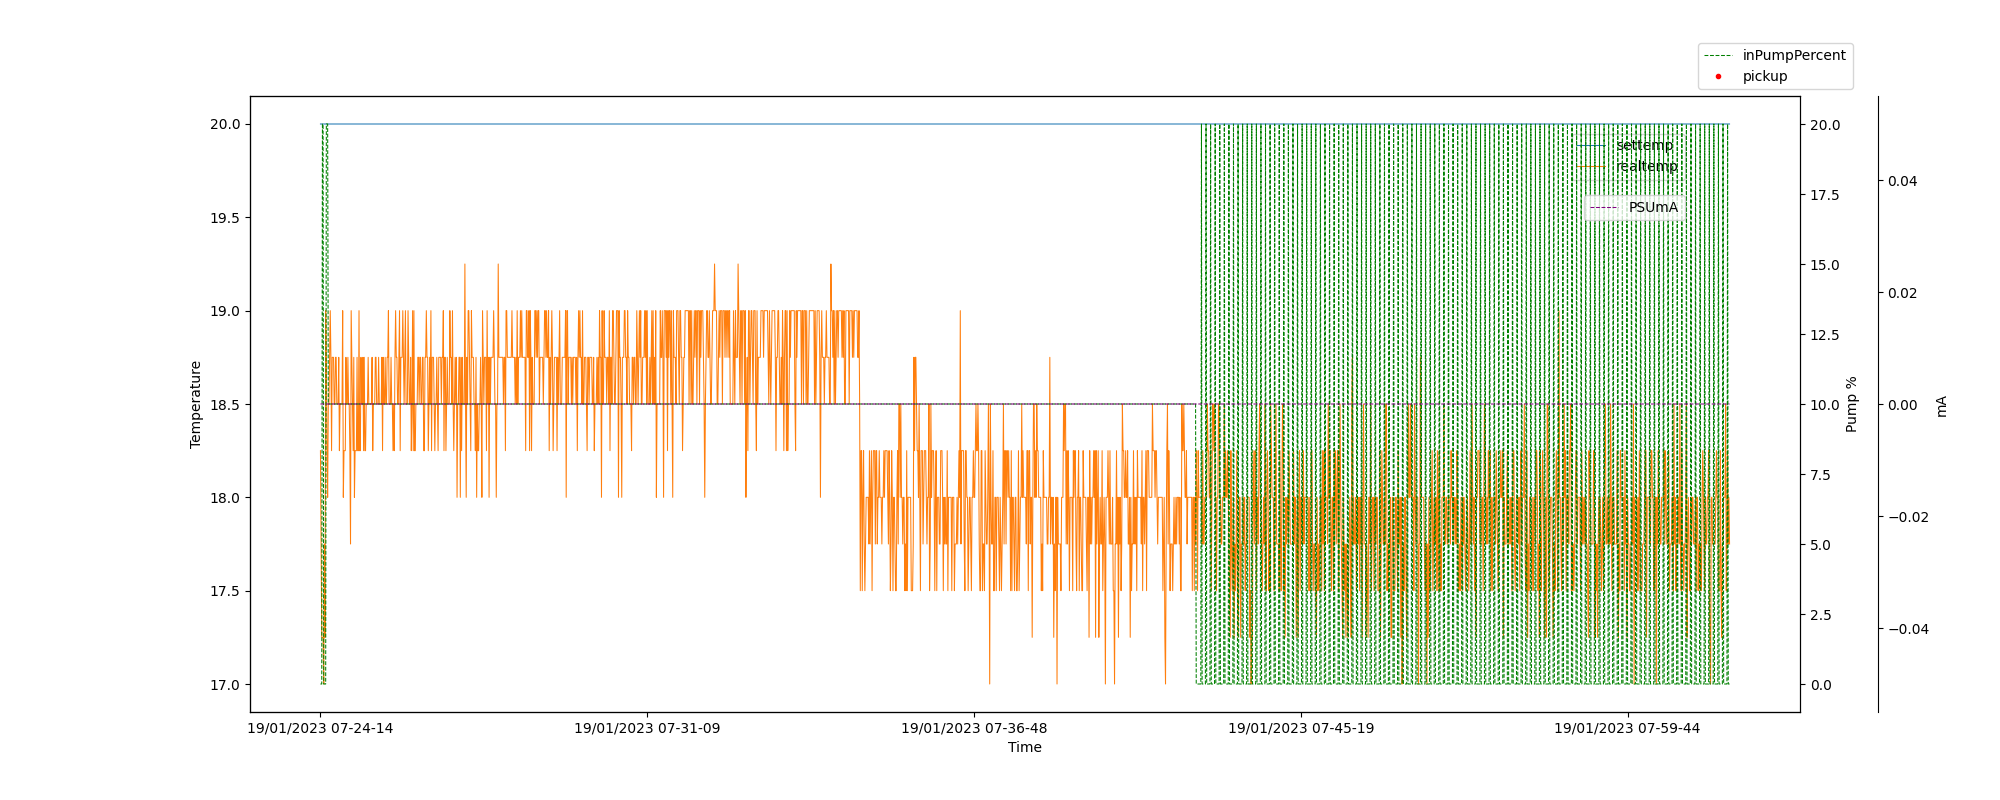 inPumpPercent
pickup
settemp
realtemp
PSUmA
20.0
19.5
19.0
18.5
18.0
17.5
17.0
Temperature
20.0
17.5
15.0
12.5
10.0
7.5
5.0
2.5
0.0
Pump %
0.04
0.02
0.00
−0.02
−0.04
mA
19/01/2023 07-24-14
19/01/2023 07-31-09
19/01/2023 07-36-48
19/01/2023 07-45-19
19/01/2023 07-59-44
Time